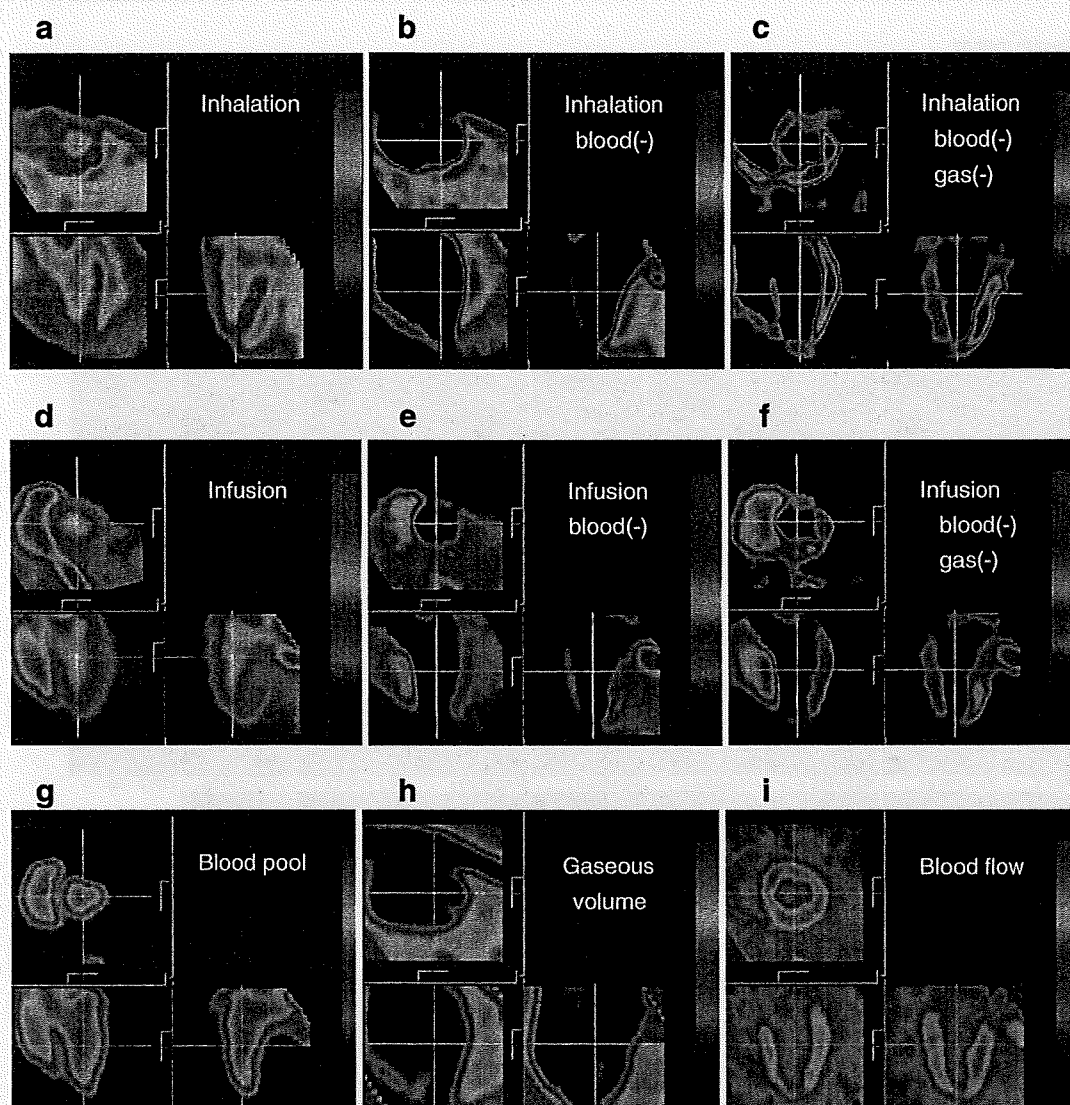 a
b
c
Inhalation
Inhalation
blood(-)
Inhalation
blood(-)
gas(-)
d
e
f
Infusion
Infusion
blood(-)
Infusion
blood(-)
gas(-)
g
h
i
Blood pool
Gaseous
volume
Blood flow